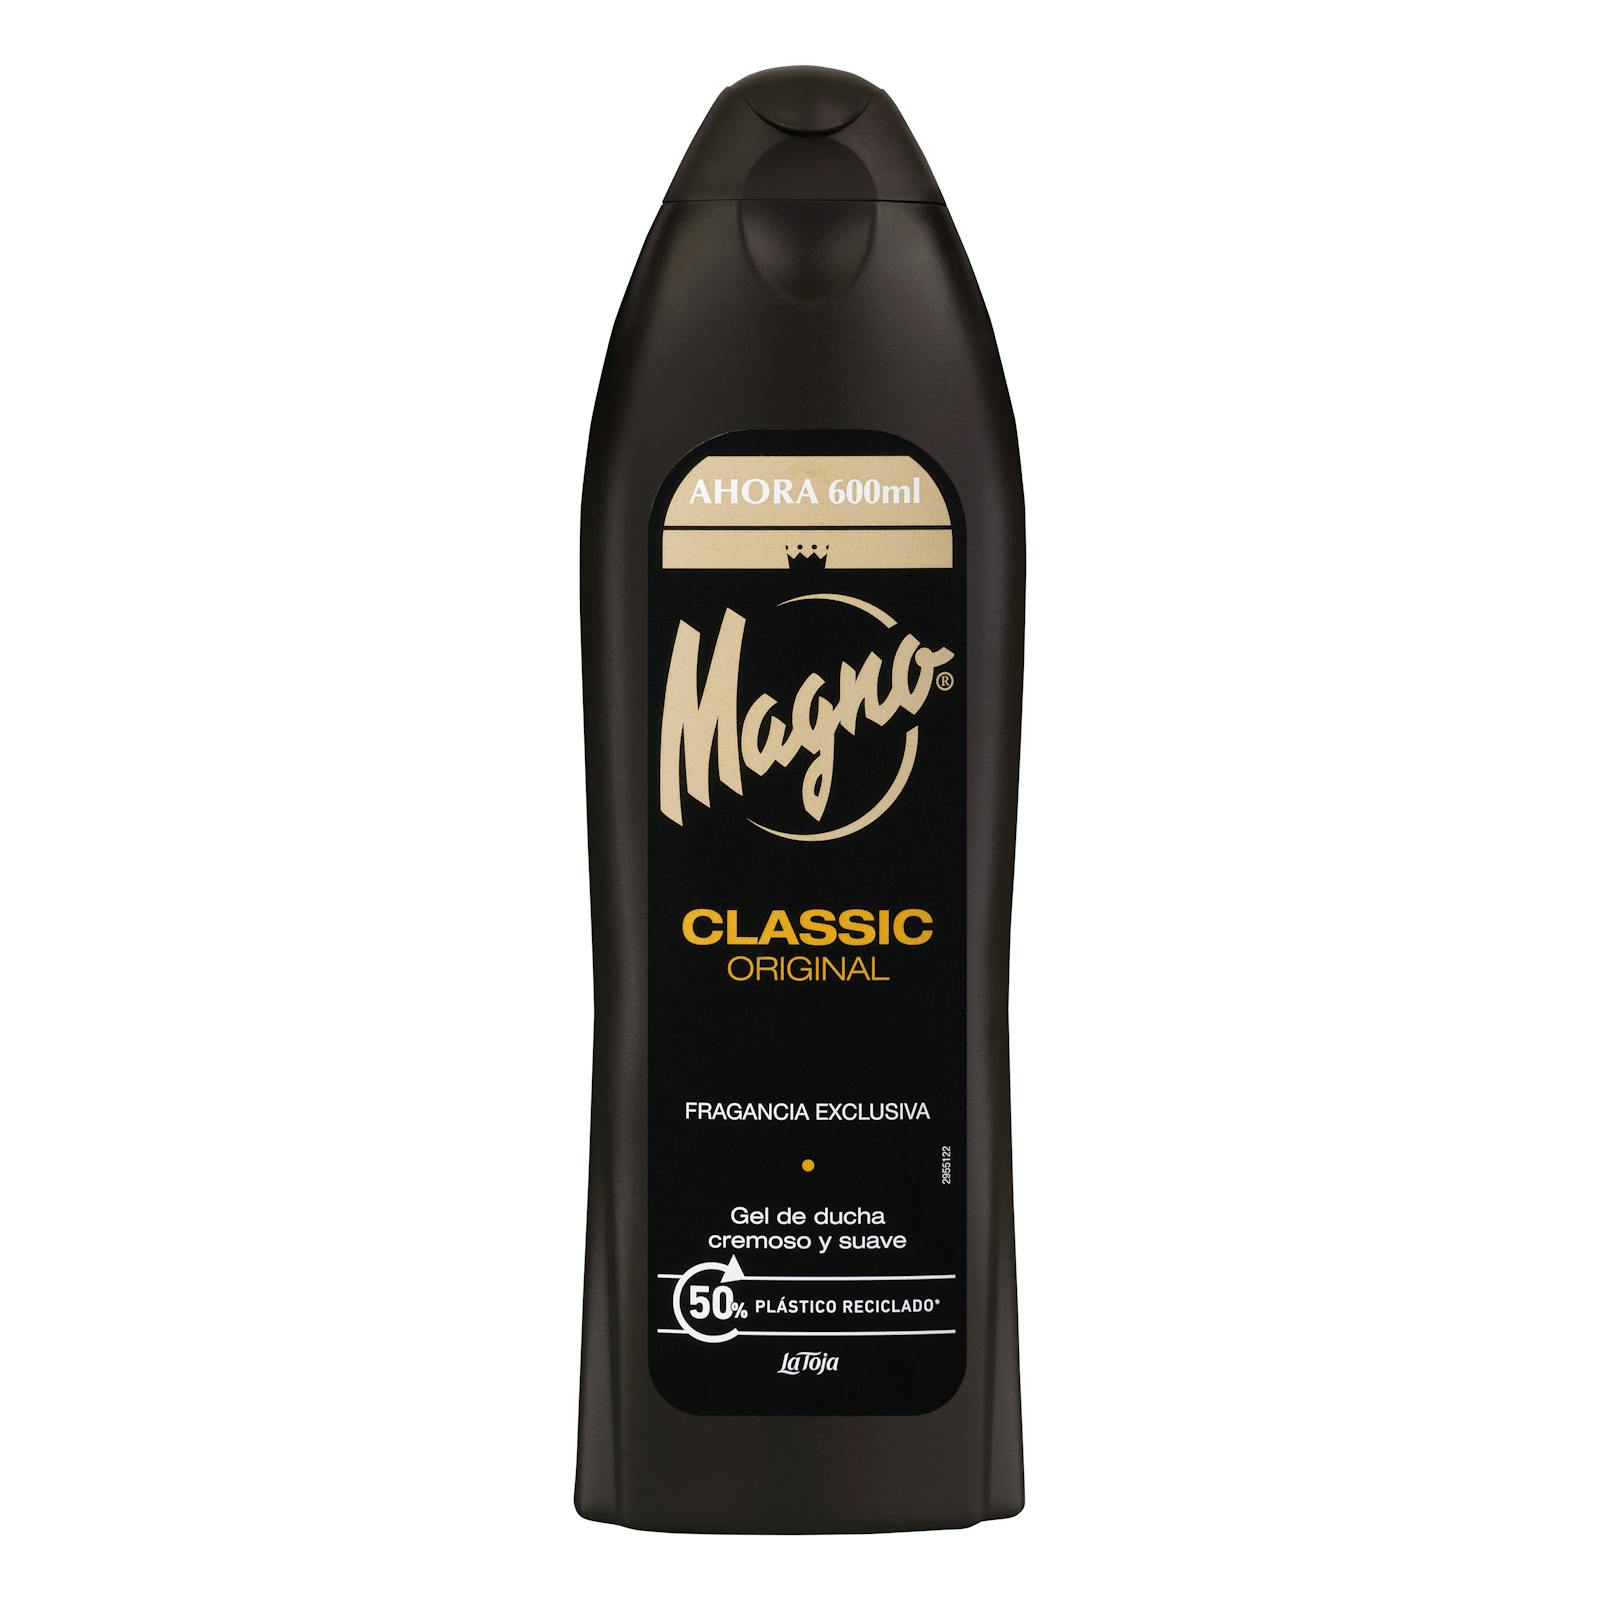 AHORA 600ml
Magno®
CLASSIC
ORIGINAL
FRAGANCIA EXCLUSIVA
2955122
Gel de ducha
cremoso y suave
50% PLÁSTICO RECICLADO*
La Toja